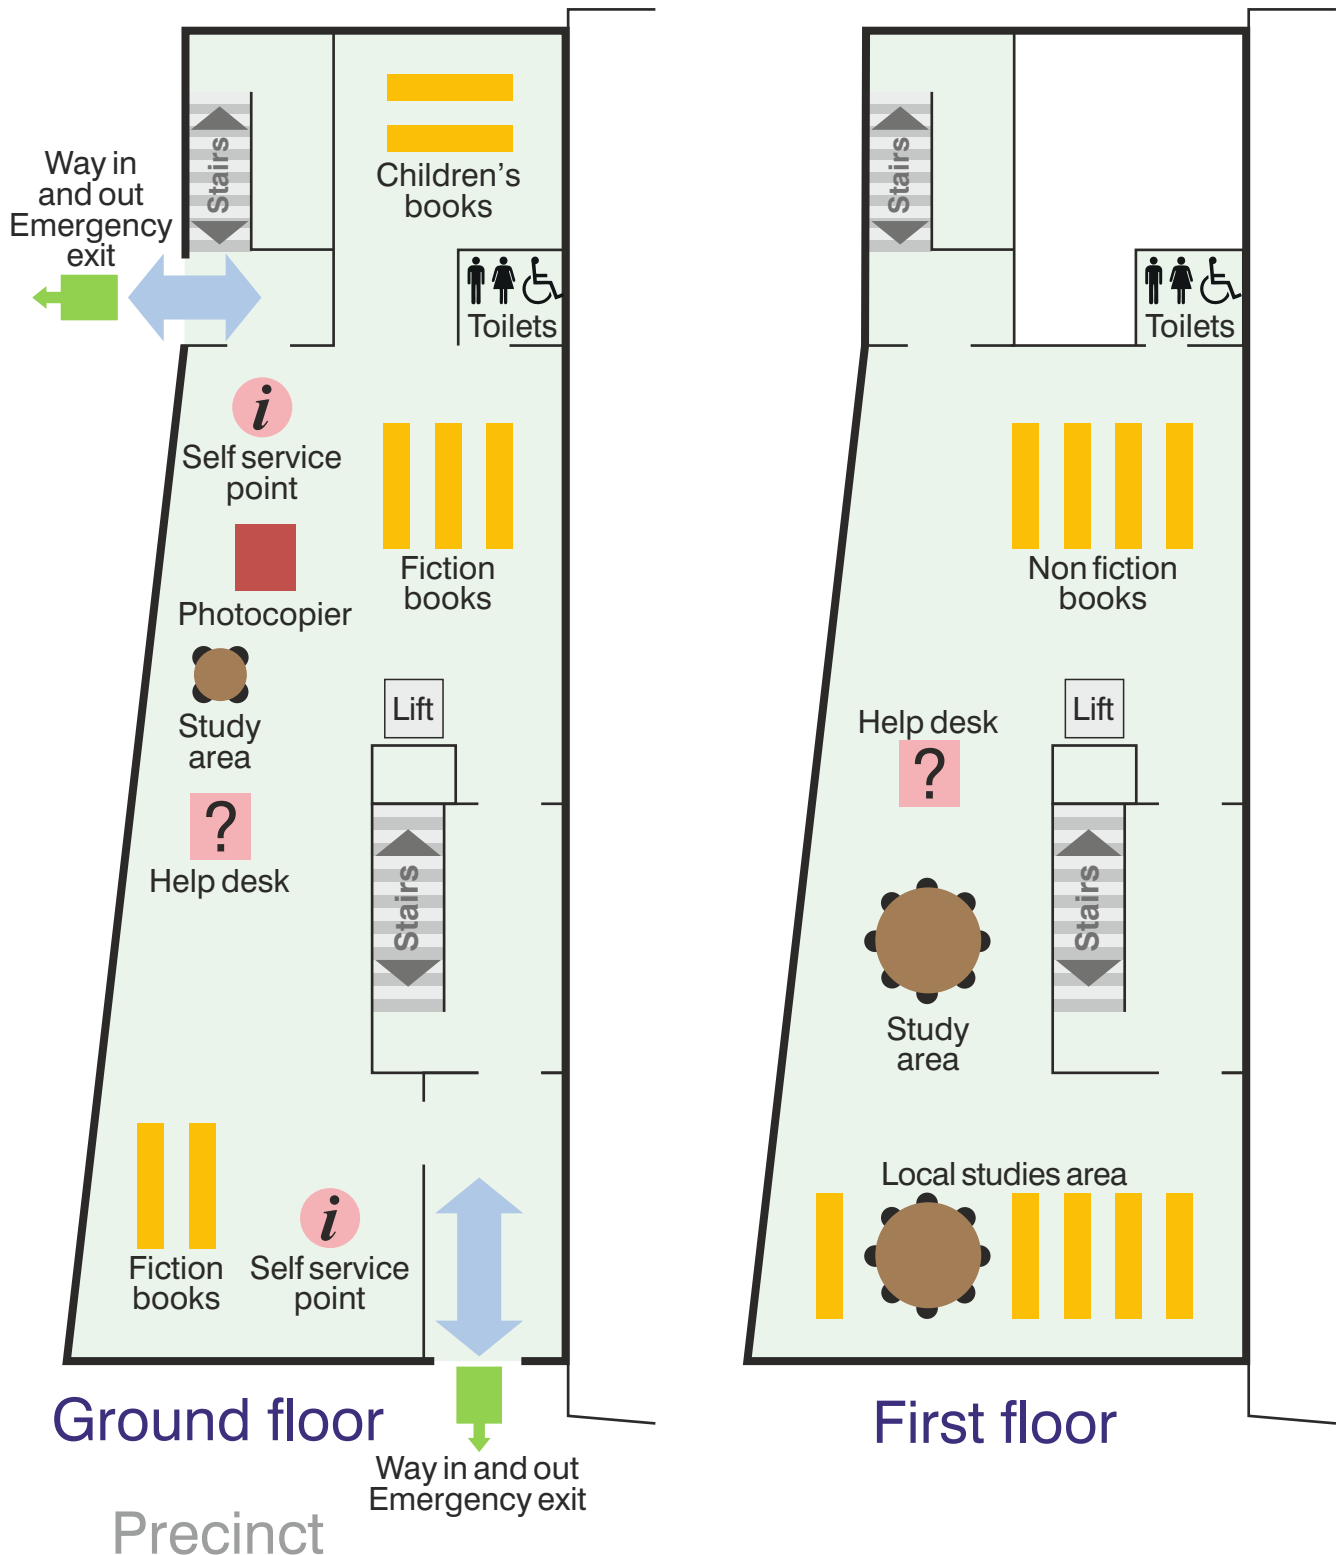 Stairs
Way in
and out
Emergency
exit
Children's
books
Toilets
i
Self service
point
Fiction
books
Photocopier
Study
area
Lift
?
Help desk
Stairs
Fiction
books
i
Self service
point
Ground floor
Way in and out
Emergency exit
Precinct
Stairs
Toilets
Non fiction
books
Lift
Help desk
?
Stairs
Study
area
Local studies area
First floor